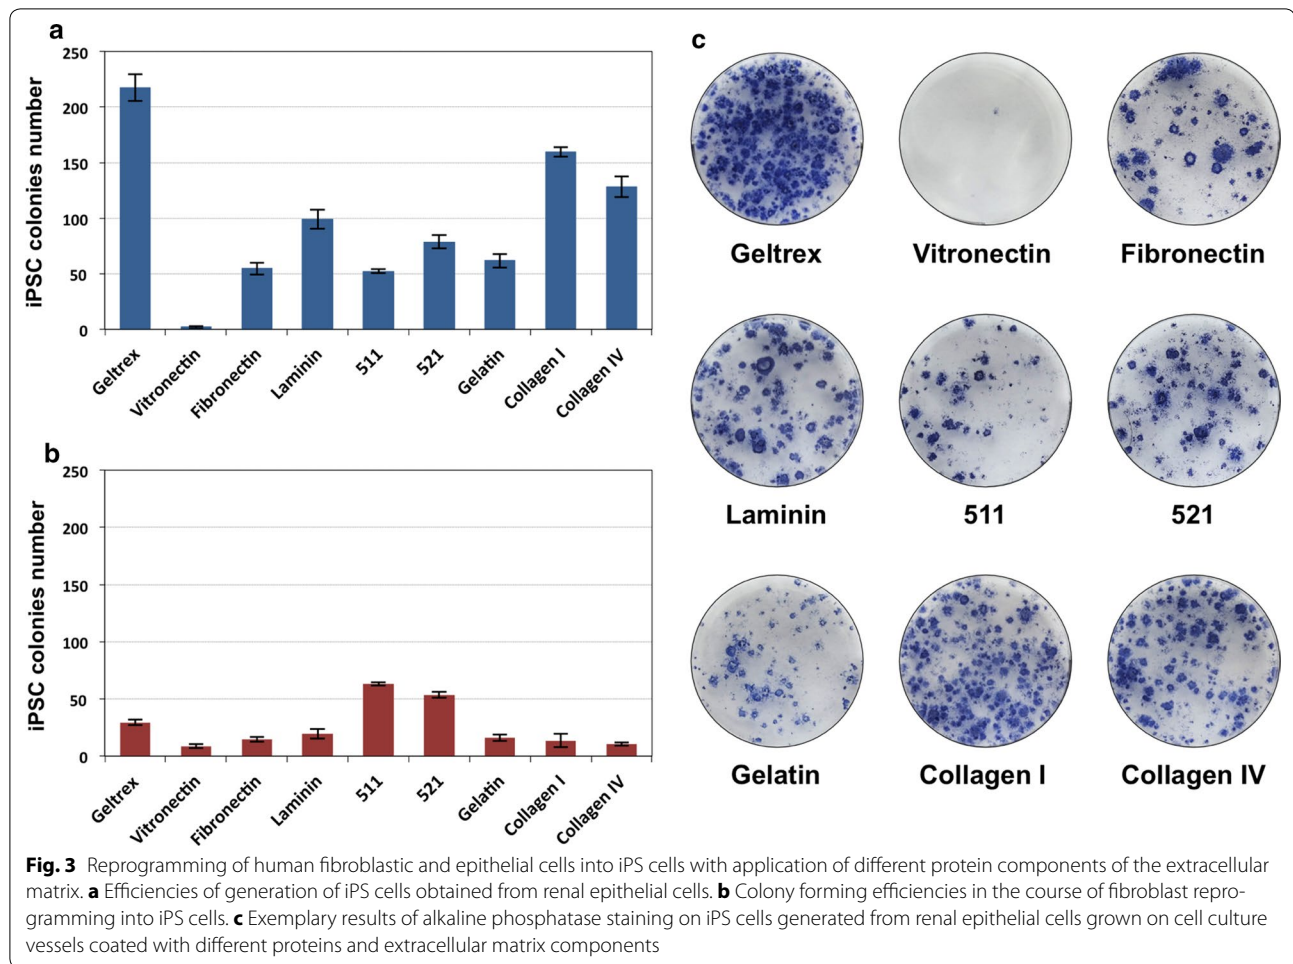 a
250
200
150
100
50
0
iPSC colonies number
Geltrex
Vitronectin
Fibronectin
Laminin
511
521
Gelatin
Collagen I
Collagen IV
b
250
200
150
100
50
0
iPSC colonies number
Geltrex
Vitronectin
Fibronectin
Laminin
511
521
Gelatin
Collagen I
Collagen IV
c
Geltrex Vitronectin Fibronectin
Laminin 511 521
Gelatin Collagen I Collagen IV
Fig. 3 Reprogramming of human fibroblastic and epithelial cells into iPS cells with application of different protein components of the extracellular
matrix. a Efficiencies of generation of iPS cells obtained from renal epithelial cells. b Colony forming efficiencies in the course of fibroblast repro-
gramming into iPS cells. c Exemplary results of alkaline phosphatase staining on iPS cells generated from renal epithelial cells grown on cell culture
vessels coated with different proteins and extracellular matrix components